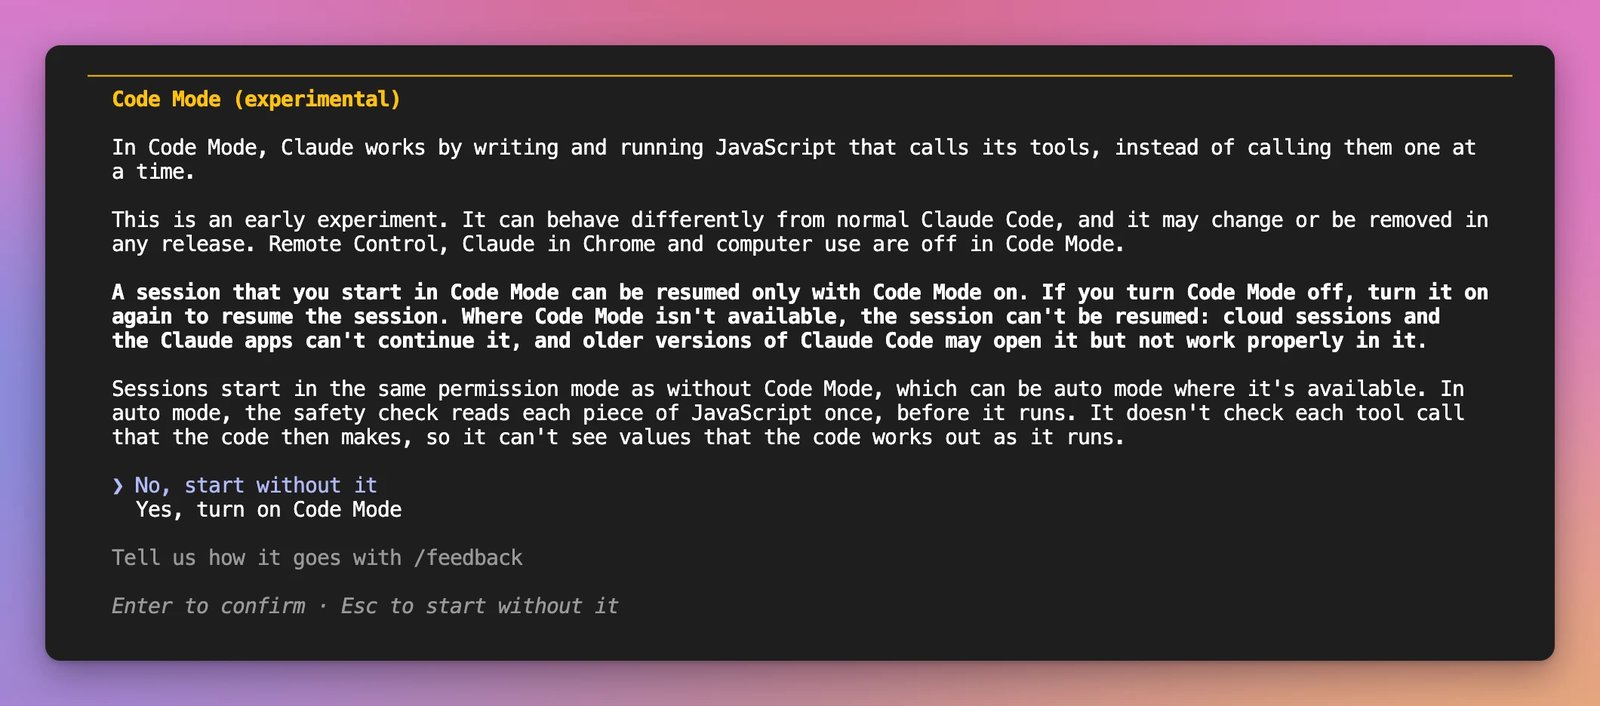 Code Mode (experimental)
In Code Mode, Claude works by writing and running JavaScript that calls its tools, instead of calling them one at
a time.
This is an early experiment. It can behave differently from normal Claude Code, and it may change or be removed in
any release. Remote Control, Claude in Chrome and computer use are off in Code Mode.
A session that you start in Code Mode can be resumed only with Code Mode on. If you turn Code Mode off, turn it on
again to resume the session. Where Code Mode isn't available, the session can't be resumed: cloud sessions and
the Claude apps can't continue it, and older versions of Claude Code may open it but not work properly in it.
Sessions start in the same permission mode as without Code Mode, which can be auto mode where it's available. In
auto mode, the safety check reads each piece of JavaScript once, before it runs. It doesn't check each tool call
that the code then makes, so it can't see values that the code works out as it runs.
❯ No, start without it
Yes, turn on Code Mode
Tell us how it goes with /feedback
Enter to confirm · Esc to start without it